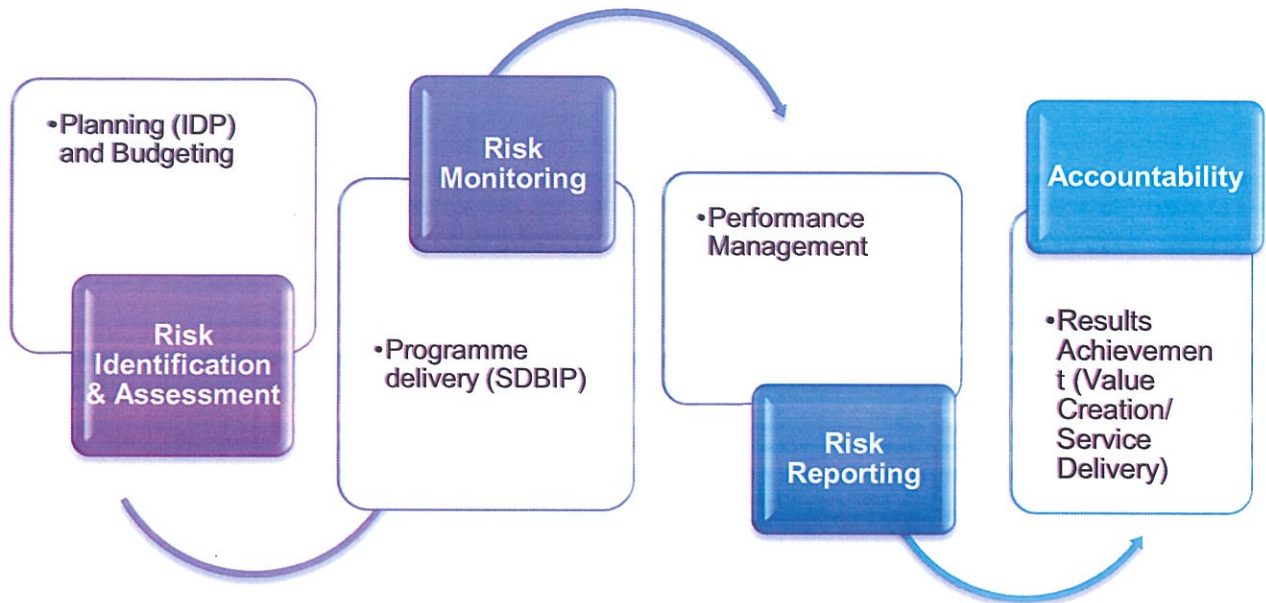 •Planning (IDP)
and Budgeting
Risk
Identification
& Assessment
Risk
Monitoring
•Programme
delivery (SDBIP)
•Performance
Management
Risk
Reporting
Accountability
•Results
Achievemen
t (Value
Creation/
Service
Delivery)